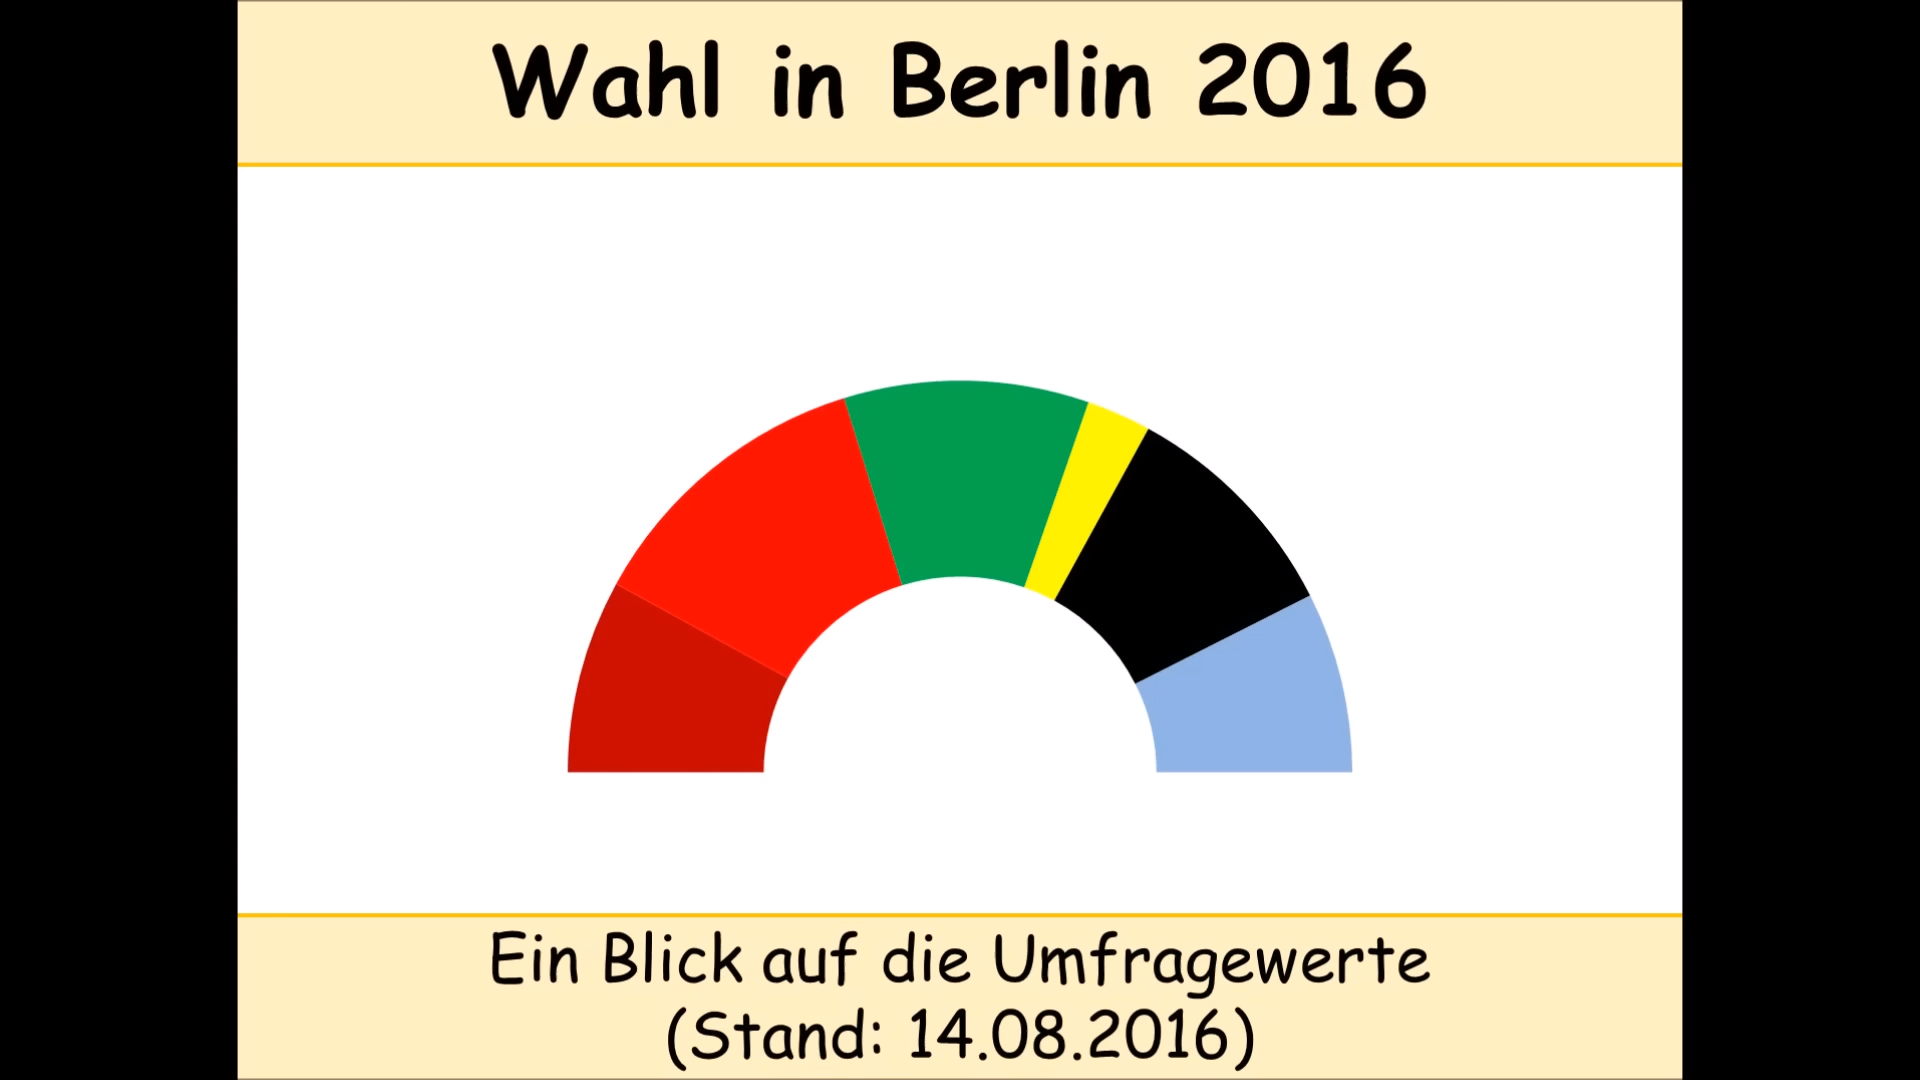 Wahl in Berlin 2016
Ein Blick auf die Umfragewerte
(Stand: 14.08.2016)